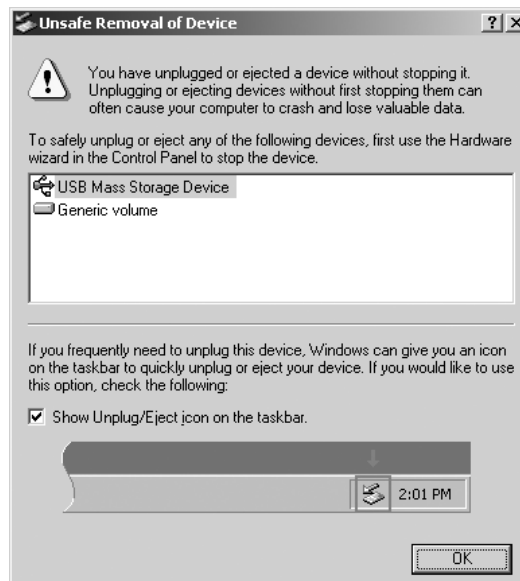 Unsafe Removal of Device
You have unplugged or ejected a device without stopping it.
Unplugging or ejecting devices without first stopping them can
often cause your computer to crash and lose valuable data.
To safely unplug or eject any of the following devices, first use the Hardware
wizard in the Control Panel to stop the device.
USB Mass Storage Device
Generic volume
If you frequently need to unplug this device, Windows can give you an icon
on the taskbar to quickly unplug or eject your device. If you would like to use
this option, check the following:
Show Unplug/Eject icon on the taskbar.
2:01 PM
OK